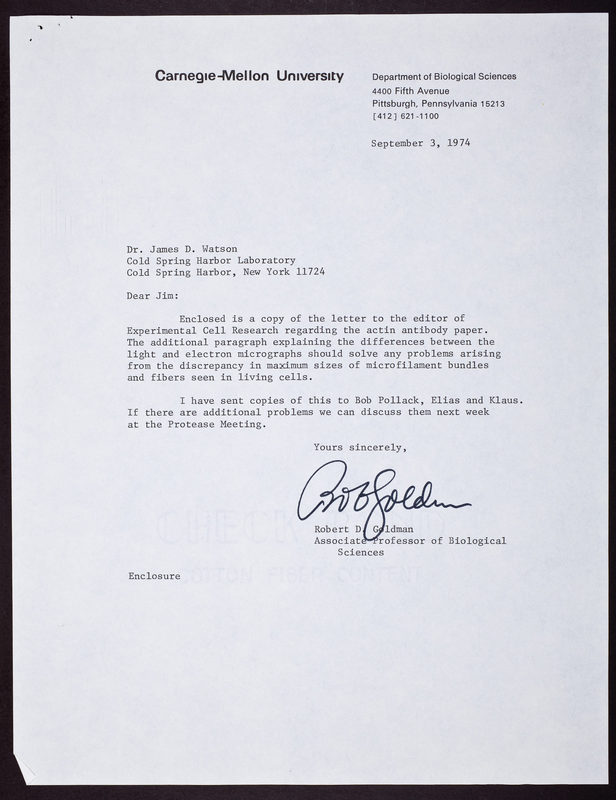 Carnegie-Mellon University
Department of Biological Sciences
4400 Fifth Avenue
Pittsburgh, Pennsylvania 15213
[412] 621-1100
September 3, 1974
Dr. James D. Watson
Cold Spring Harbor Laboratory
Cold Spring Harbor, New York 11724
Dear Jim:
Enclosed is a copy of the letter to the editor of
Experimental Cell Research regarding the actin antibody paper.
The additional paragraph explaining the differences between the
light and electron micrographs should solve any problems arising
from the discrepancy in maximum sizes of microfilament bundles
and fibers seen in living cells.
I have sent copies of this to Bob Pollack, Elias and Klaus.
If there are additional problems we can discuss them next week
at the Protease Meeting.
Yours sincerely,
Bob Goldman
Robert D. Goldman
Associate Professor of Biological
Sciences
Enclosure
COTTON FIBER CONTENT